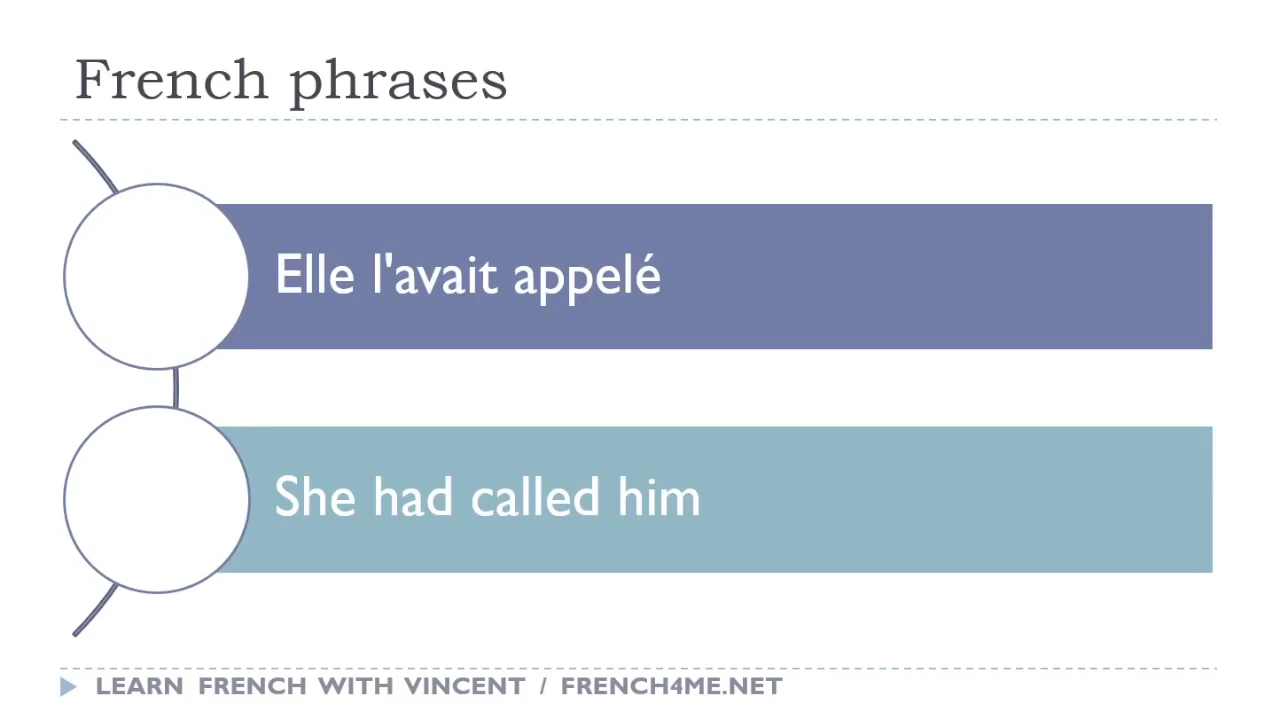 French phrases
Elle l'avait appelé
She had called him
LEARN FRENCH WITH VINCENT / FRENCH4ME.NET